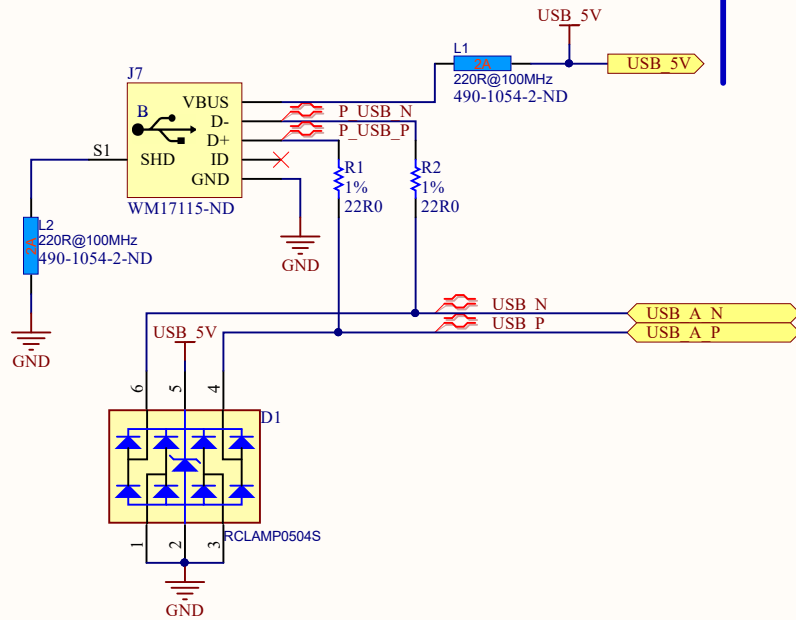 USB_5V
L1
2A
USB_5V
220R@100MHz
490-1054-2-ND
J7
B
VBUS
D-
D+
ID
GND
S1
SHD
WM17115-ND
P_USB_N
P_USB_P
R1
1%
22R0
R2
1%
22R0
L2
2A
220R@100MHz
490-1054-2-ND
GND
GND
USB_N
USB_A_N
USB_P
USB_A_P
USB_5V
6
5
4
D1
1
2
3
RCLAMP0504S
GND